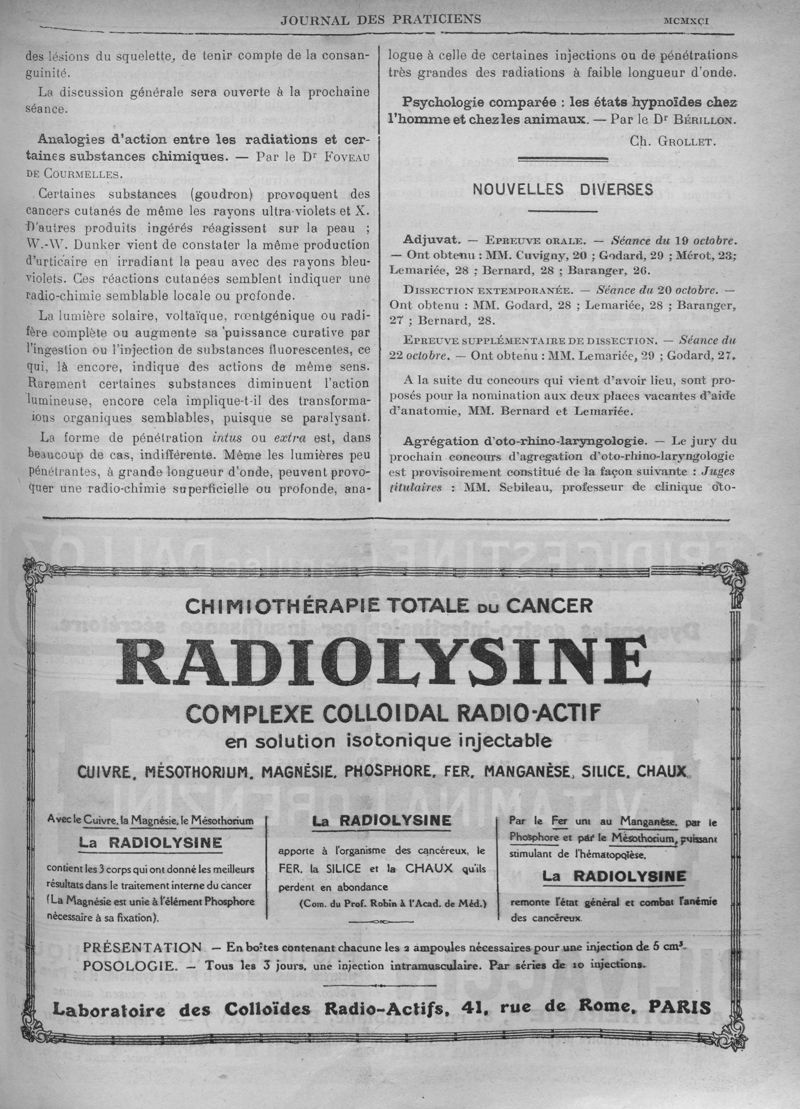 JOURNAL DES PRATICIENS
MCMXCI
des lésions du squelette, de tenir compte de la consan-
guinité.
La discussion générale sera ouverte à la prochaine
séance.
Analogies d'action entre les radiations et cer-
taines substances chimiques. — Par le Dr FOVEAU
DE COURMELLES.
Certaines substances (goudron) provoquent des
cancers cutanés de même les rayons ultra-violets et X.
D'autres produits ingérés réagissent sur la peau ;
W.-W. Dunker vient de constater la même production
d'urticaire en irradiant la peau avec des rayons bleu-
violets. Ces réactions cutanées semblent indiquer une
radio-chimie semblable locale ou profonde.
La lumière solaire, voltaïque, rœntgénique ou radi-
fère complète ou augmente sa puissance curative par
l'ingestion ou l'injection de substances fluorescentes, ce
qui, là encore, indique des actions de même sens.
Rarement certaines substances diminuent l'action
lumineuse, encore cela implique-t-il des transforma-
ions organiques semblables, puisque se paralysant.
La forme de pénétration intus ou extra est, dans
beaucoup de cas, indifférente. Même les lumières peu
pénétrantes, à grande longueur d'onde, peuvent provo-
quer une radio-chimie superficielle ou profonde, ana-
logue à celle de certaines injections ou de pénétrations
très grandes des radiations à faible longueur d'onde.
Psychologie comparée : les états hypnoïdes chez
l'homme et chez les animaux. — Par le Dr BÉRILLON.
Ch. GROLLET.
NOUVELLES DIVERSES
Adjuvat. — EPREUVE ORALE. — Séance du 19 octobre.
— Ont obtenu : MM. Cuvigny, 20 ; Godard, 29 ; Mérot, 23;
Lemariée, 28 ; Bernard, 28 ; Baranger, 26.
DISSECTION EXTEMPORANÉE. — Séance du 20 octobre. —
Ont obtenu : MM. Godard, 28 ; Lemariée, 28 ; Baranger,
27 ; Bernard, 28.
EPREUVE SUPPLÉMENTAIRE DE DISSECTION. — Séance du
22 octobre. — Ont obtenu : MM. Lemariée, 29 ; Godard, 27.
A la suite du concours qui vient d'avoir lieu, sont pro-
posés pour la nomination aux deux places vacantes d'aide
d'anatomie, MM. Bernard et Lemariée.
Agrégation d'oto-rhino-laryngologie. — Le jury du
prochain concours d'agregation d'oto-rhino-laryngologie
est provisoirement constitué de la façon suivante : Juges
titulaires : MM. Sebileau, professeur de clinique oto-
CHIMIOTHÉRAPIE TOTALE DU CANCER
RADIOLYSINE
COMPLEXE COLLOIDAL RADIO-ACTIF
en solution isotonique injectable
CUIVRE, MÉSOTHORIUM, MAGNÉSIE, PHOSPHORE, FER, MANGANÈSE, SILICE, CHAUX
Avec le Cuivre, la Magnésie, le Mésothorium
La RADIOLYSINE
contient les 3 corps qui ont donné les meilleurs
résultats dans le traitement interne du cancer
(La Magnésie est unie à l'élément Phosphore
nécessaire à sa fixation).
La RADIOLYSINE
apporte à l'organisme des cancéreux, le
FER, la SILICE et la CHAUX qu'ils
perdent en abondance
(Com. du Prof. Robin à l'Acad. de Méd.)
Par le Fer uni au Manganèse, par le
Phosphore et par le Mésothorium, puissant
stimulant de l'hématopoïèse,
La RADIOLYSINE
remonte l'état général et combat l'anémie
des cancéreux.
PRÉSENTATION — En boîtes contenant chacune les 2 ampoules nécessaires pour une injection de 5 cm³.
POSOLOGIE. — Tous les 3 jours, une injection intramusculaire. Par séries de 10 injections.
Laboratoire des Colloïdes Radio-Actifs, 41, rue de Rome, PARIS